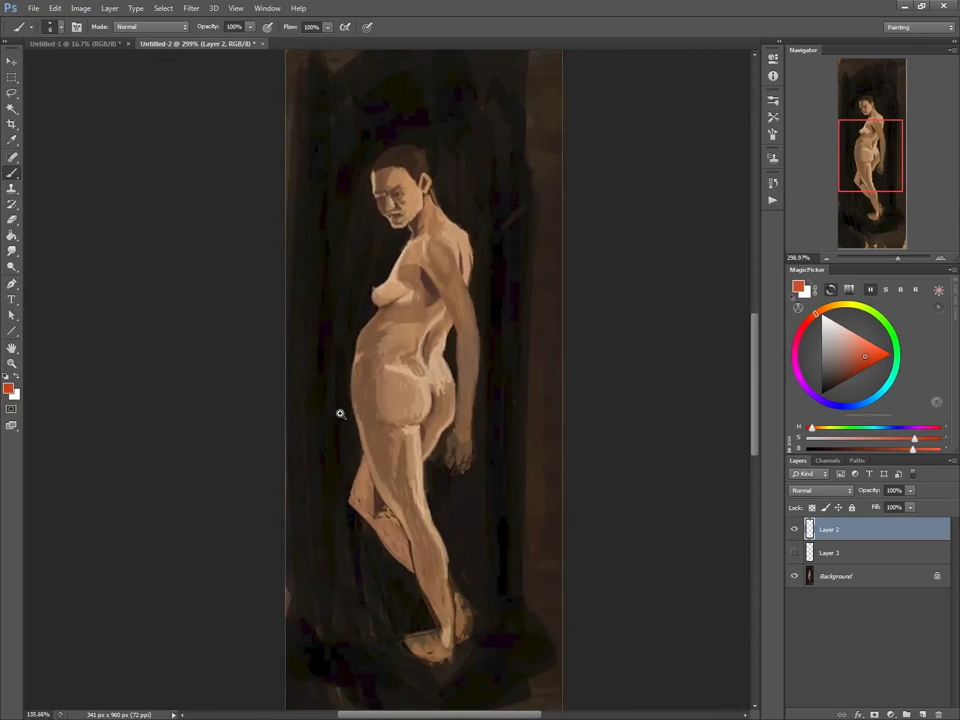 Ps File Edit Image Layer Type Select Filter 3D View Window Help
6 Mode: Normal Opacity: 100% Flow: 100% Painting
Untitled-1 @ 16.7% (RGB/8) * × Untitled-2 @ 299% (Layer 2, RGB/8) * ×
Navigator
298.97%
MagicPicker
H S B R
H
S
B
Layers Channels Paths
Kind
Normal Opacity: 100%
Lock: Fill: 100%
Layer 2
Layer 3
Background
135.66% 341 px x 960 px (72 ppi)
fx